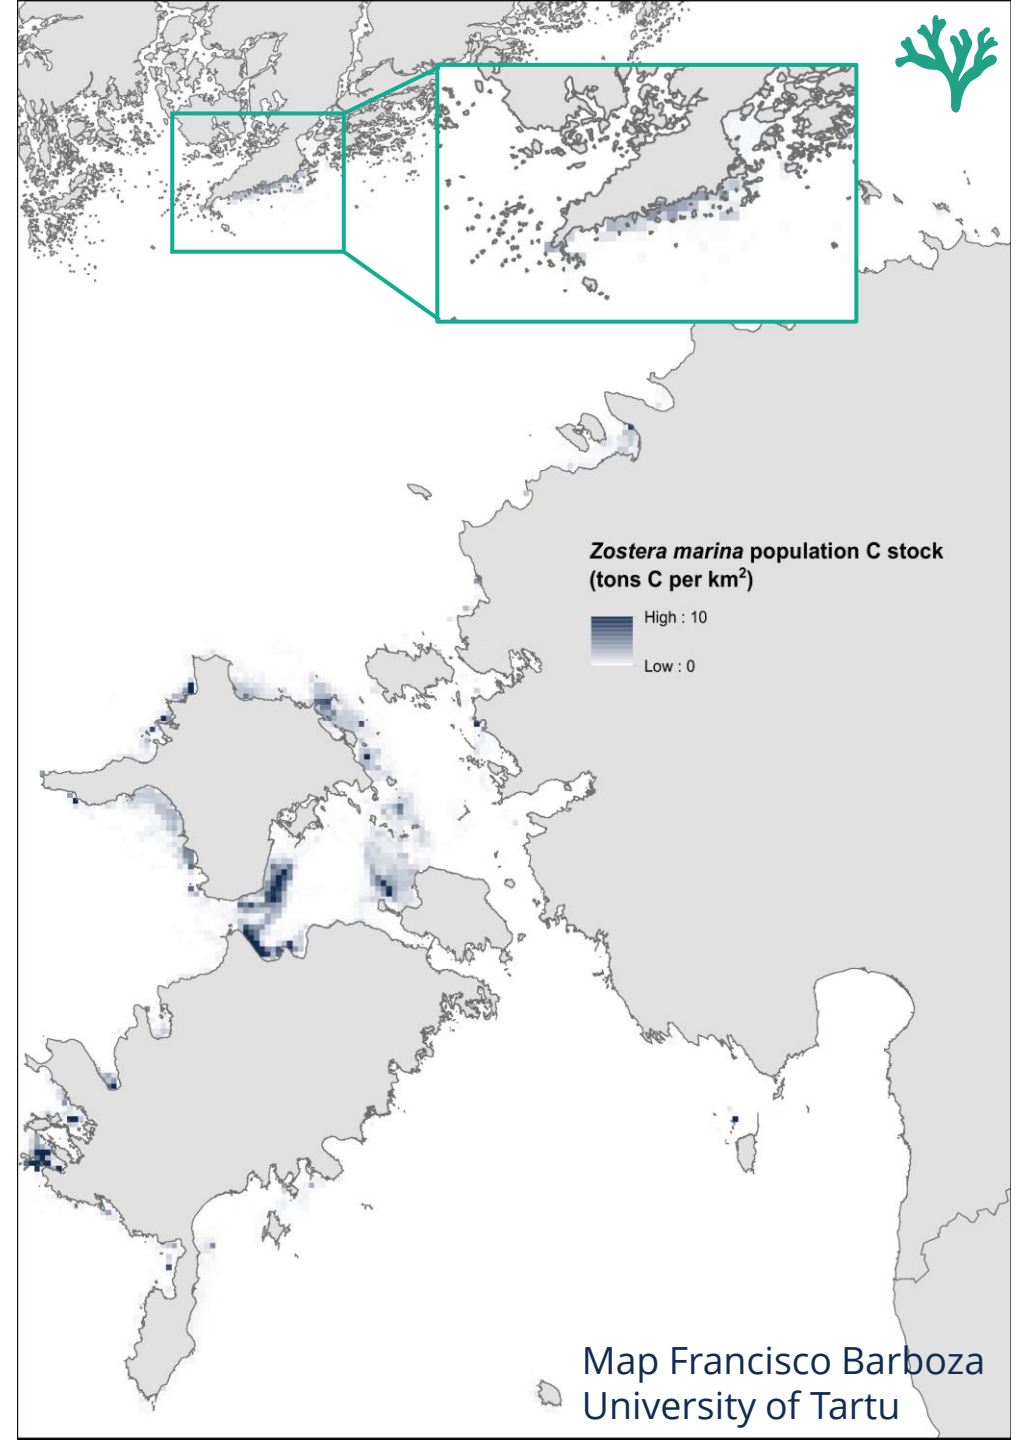 Zostera marina population C stock
(tons C per km²)
High : 10
Low : 0
Map Francisco Barboza
University of Tartu